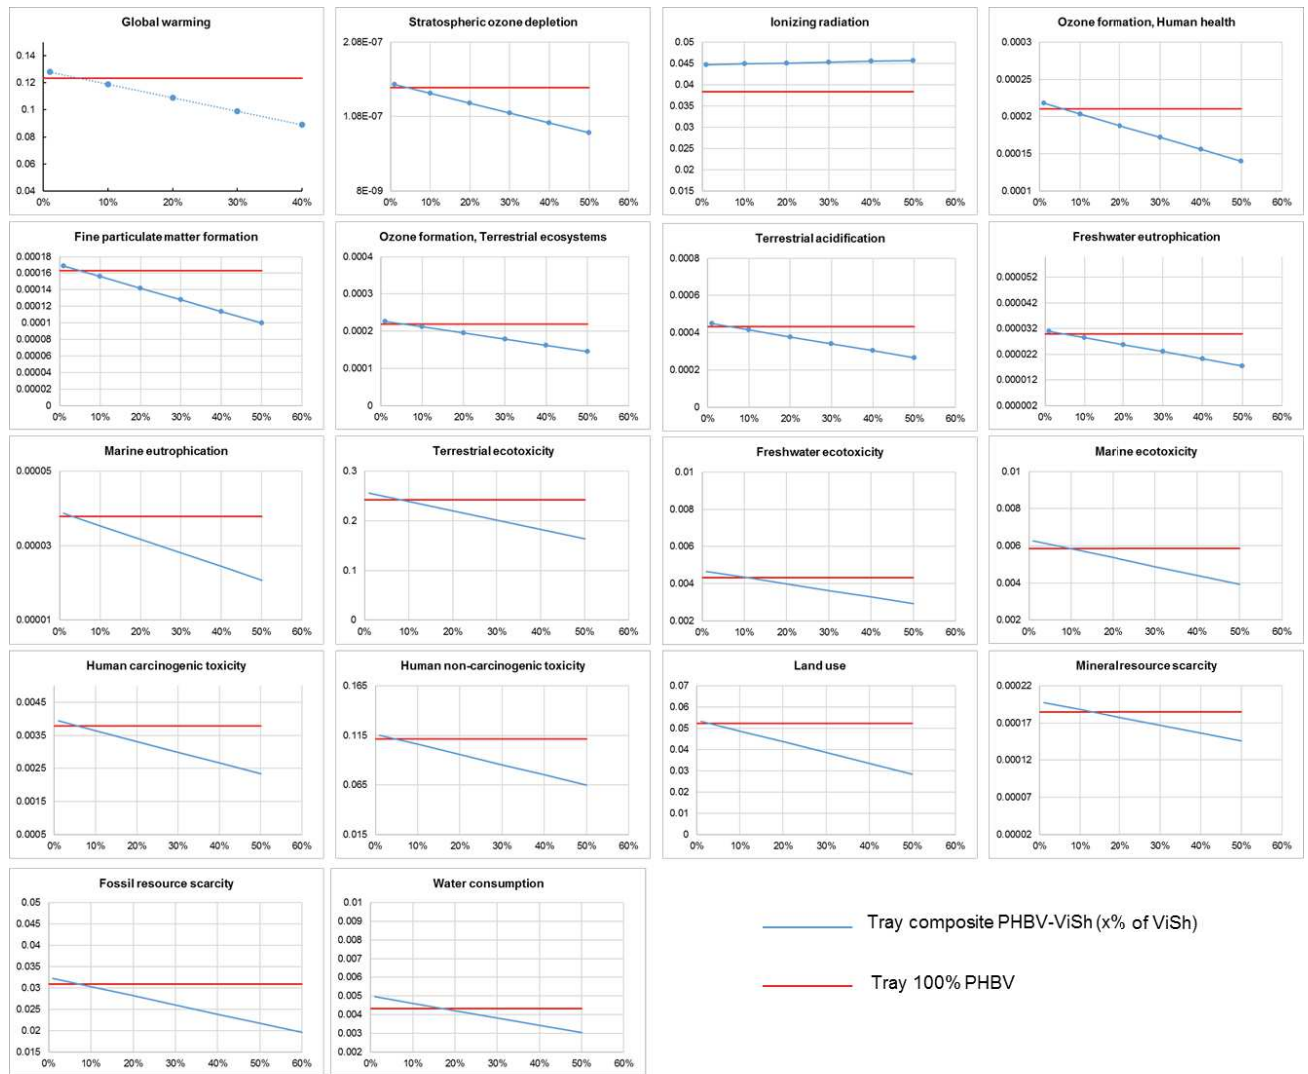 Global warming
0.14
0.12
0.1
0.08
0.06
0.04
0% 10% 20% 30% 40%
Stratospheric ozone depletion
2.08E-07
1.08E-07
8E-09
0% 10% 20% 30% 40% 50% 60%
Ionizing radiation
0.05
0.045
0.04
0.035
0.03
0.025
0.02
0.015
0% 10% 20% 30% 40% 50% 60%
Ozone formation, Human health
0.0003
0.00025
0.0002
0.00015
0.0001
0% 10% 20% 30% 40% 50% 60%
Fine particulate matter formation
0.00018
0.00016
0.00014
0.00012
0.0001
0.00008
0.00006
0.00004
0.00002
0
0% 10% 20% 30% 40% 50% 60%
Ozone formation, Terrestrial ecosystems
0.0004
0.0003
0.0002
0.0001
0
0% 10% 20% 30% 40% 50% 60%
Terrestrial acidification
0.0008
0.0006
0.0004
0.0002
0
0% 10% 20% 30% 40% 50% 60%
Freshwater eutrophication
0.000052
0.000042
0.000032
0.000022
0.000012
0.000002
0% 10% 20% 30% 40% 50% 60%
Marine eutrophication
0.00005
0.00003
0.00001
0% 10% 20% 30% 40% 50% 60%
Terrestrial ecotoxicity
0.3
0.2
0.1
0
0% 10% 20% 30% 40% 50% 60%
Freshwater ecotoxicity
0.01
0.008
0.006
0.004
0.002
0% 10% 20% 30% 40% 50% 60%
Marine ecotoxicity
0.01
0.008
0.006
0.004
0.002
0% 10% 20% 30% 40% 50% 60%
Human carcinogenic toxicity
0.0045
0.0035
0.0025
0.0015
0.0005
0% 10% 20% 30% 40% 50% 60%
Human non-carcinogenic toxicity
0.165
0.115
0.065
0.015
0% 10% 20% 30% 40% 50% 60%
Land use
0.07
0.06
0.05
0.04
0.03
0.02
0.01
0
0% 10% 20% 30% 40% 50% 60%
Mineral resource scarcity
0.00022
0.00017
0.00012
0.00007
0.00002
0% 10% 20% 30% 40% 50% 60%
Fossil resource scarcity
0.05
0.045
0.04
0.035
0.03
0.025
0.02
0.015
0% 10% 20% 30% 40% 50% 60%
Water consumption
0.01
0.009
0.008
0.007
0.006
0.005
0.004
0.003
0.002
0% 10% 20% 30% 40% 50% 60%
Tray composite PHBV-ViSh (x% of ViSh)
Tray 100% PHBV